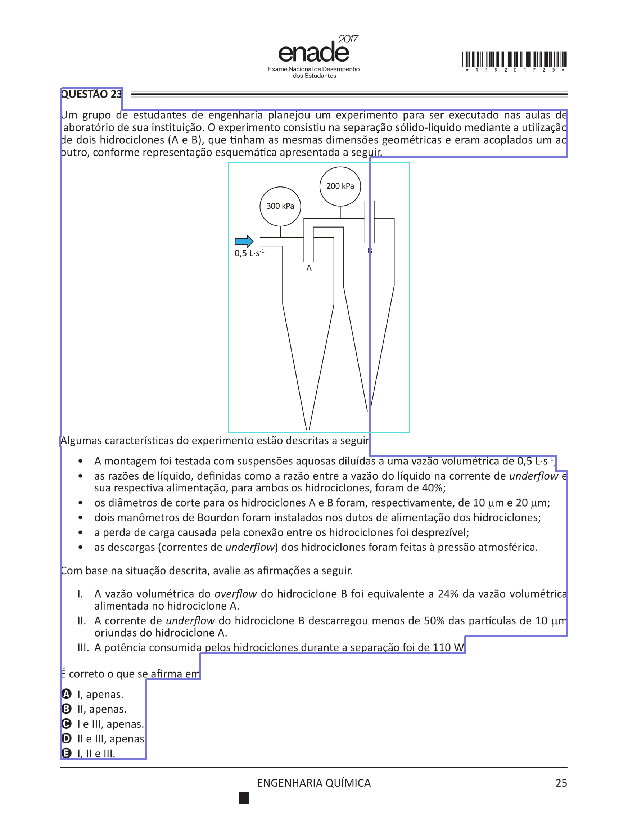 2017
enade
Exame Nacional de Desempenho
dos Estudantes
QUESTÃO 23
Um grupo de estudantes de engenharia planejou um experimento para ser executado nas aulas de
laboratório de sua instituição. O experimento consistiu na separação sólido-líquido mediante a utilização
de dois hidrociclones (A e B), que tinham as mesmas dimensões geométricas e eram acoplados um ao
outro, conforme representação esquemática apresentada a seguir.
200 kPa
300 kPa
0,5 L·s⁻¹
A
B
Algumas características do experimento estão descritas a seguir
• A montagem foi testada com suspensões aquosas diluídas a uma vazão volumétrica de 0,5 L·s⁻¹;
• as razões de líquido, definidas como a razão entre a vazão do líquido na corrente de underflow e
sua respectiva alimentação, para ambos os hidrociclones, foram de 40%;
• os diâmetros de corte para os hidrociclones A e B foram, respectivamente, de 10 µm e 20 µm;
• dois manômetros de Bourdon foram instalados nos dutos de alimentação dos hidrociclones;
• a perda de carga causada pela conexão entre os hidrociclones foi desprezível;
• as descargas (correntes de underflow) dos hidrociclones foram feitas à pressão atmosférica.
Com base na situação descrita, avalie as afirmações a seguir.
I. A vazão volumétrica do overflow do hidrociclone B foi equivalente a 24% da vazão volumétrica
alimentada no hidrociclone A.
II. A corrente de underflow do hidrociclone B descarregou menos de 50% das partículas de 10 µm
oriundas do hidrociclone A.
III. A potência consumida pelos hidrociclones durante a separação foi de 110 W
É correto o que se afirma em
A I, apenas.
B II, apenas.
C I e III, apenas.
D II e III, apenas
E I, II e III.
ENGENHARIA QUÍMICA
25